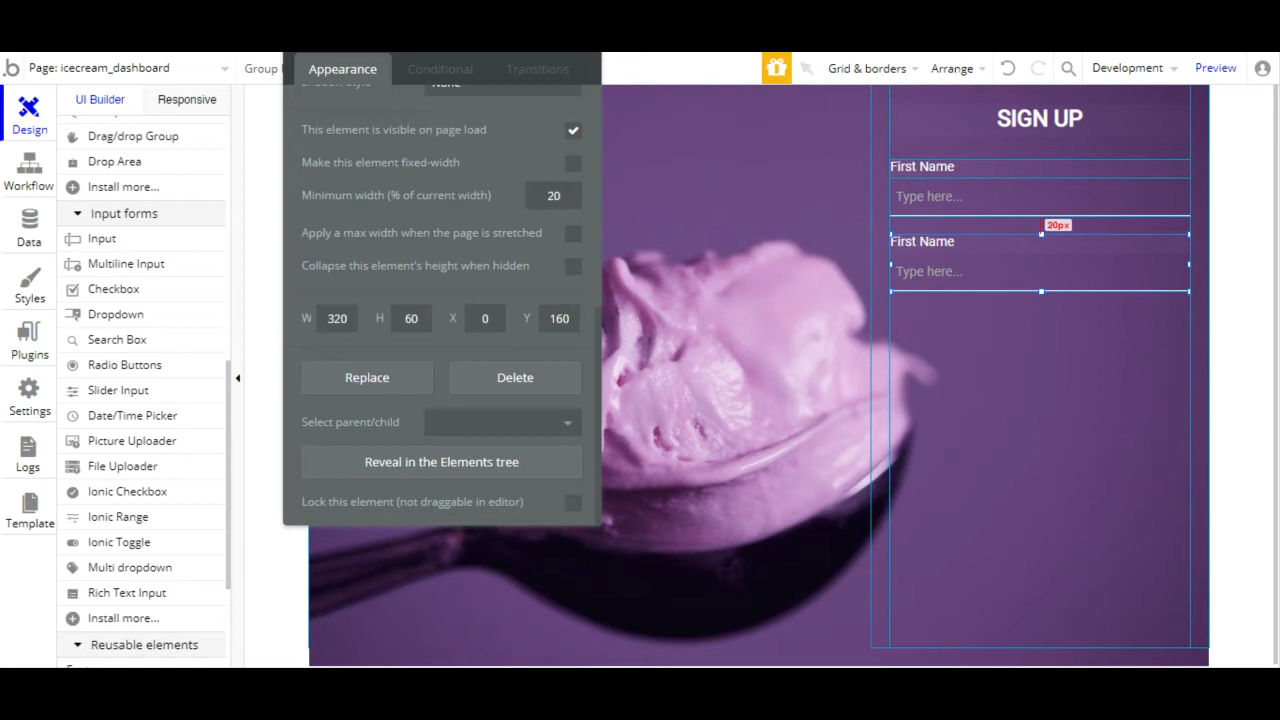 .b Page: icecream_dashboard Group Grid & borders Arrange Development Preview
Appearance Conditional Transitions
UI Builder Responsive
Design
Workflow
Data
Styles
Plugins
Settings
Logs
Template
Drag/drop Group
Drop Area
Install more...
Input forms
Input
Multiline Input
Checkbox
Dropdown
Search Box
Radio Buttons
Slider Input
Date/Time Picker
Picture Uploader
File Uploader
Ionic Checkbox
Ionic Range
Ionic Toggle
Multi dropdown
Rich Text Input
Install more...
Reusable elements
None
This element is visible on page load
Make this element fixed-width
Minimum width (% of current width) 20
Apply a max width when the page is stretched
Collapse this element's height when hidden
W 320 H 60 X 0 Y 160
Replace Delete
Select parent/child
Reveal in the Elements tree
Lock this element (not draggable in editor)
SIGN UP
First Name
Type here...
20px
First Name
Type here...